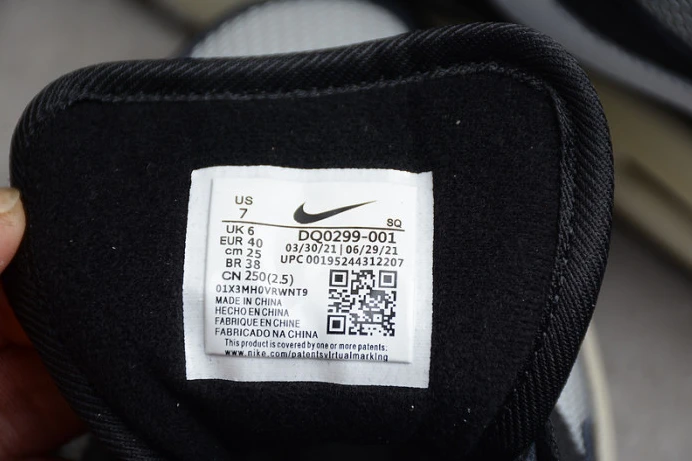 US
7
SQ
UK 6
DQ0299-001
EUR 40
03/30/21 | 06/29/21
cm 25
UPC 00195244312207
BR 38
CN 250(2.5)
01X3MH0VRWNT9
MADE IN CHINA
HECHO EN CHINA
FABRIQUE EN CHINE
FABRICADO NA CHINA
This product is covered by one or more patents:
www.nike.com/patentsvirtualmarking